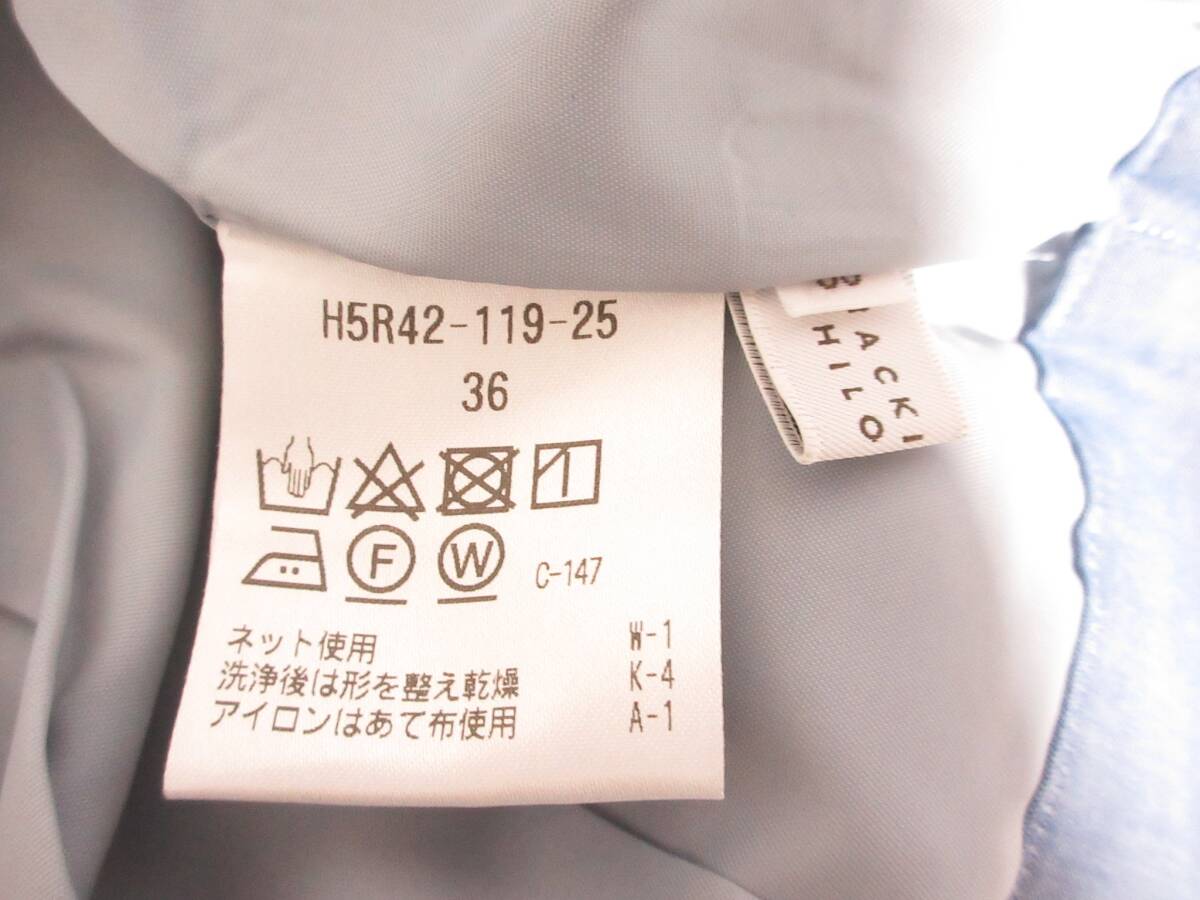 H5R42-119-25
36
F
W
C-147
ネット使用
洗浄後は形を整え乾燥
アイロンはあて布使用
W-1
K-4
A-1
HILO